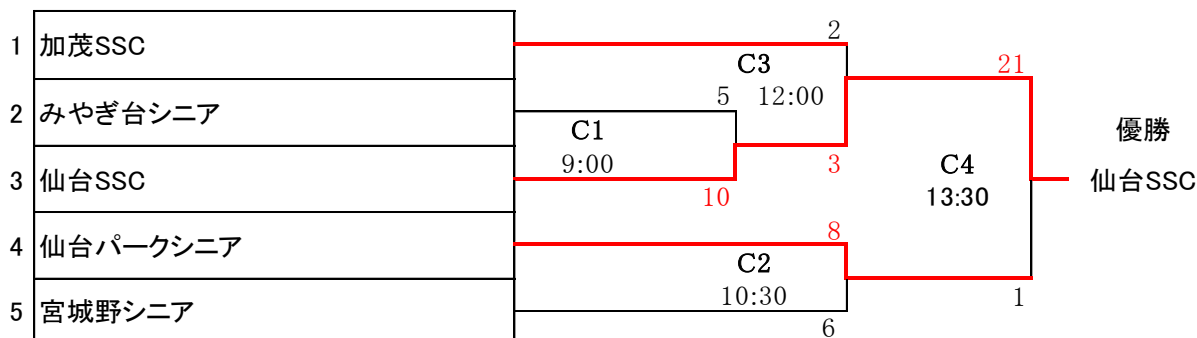 1 加茂SSC
2
C3
21
2 みやぎ台シニア
5 12:00
C1
優勝
9:00
3
C4
3 仙台SSC
仙台SSC
10
13:30
4 仙台パークシニア
8
C2
10:30
1
5 宮城野シニア
6